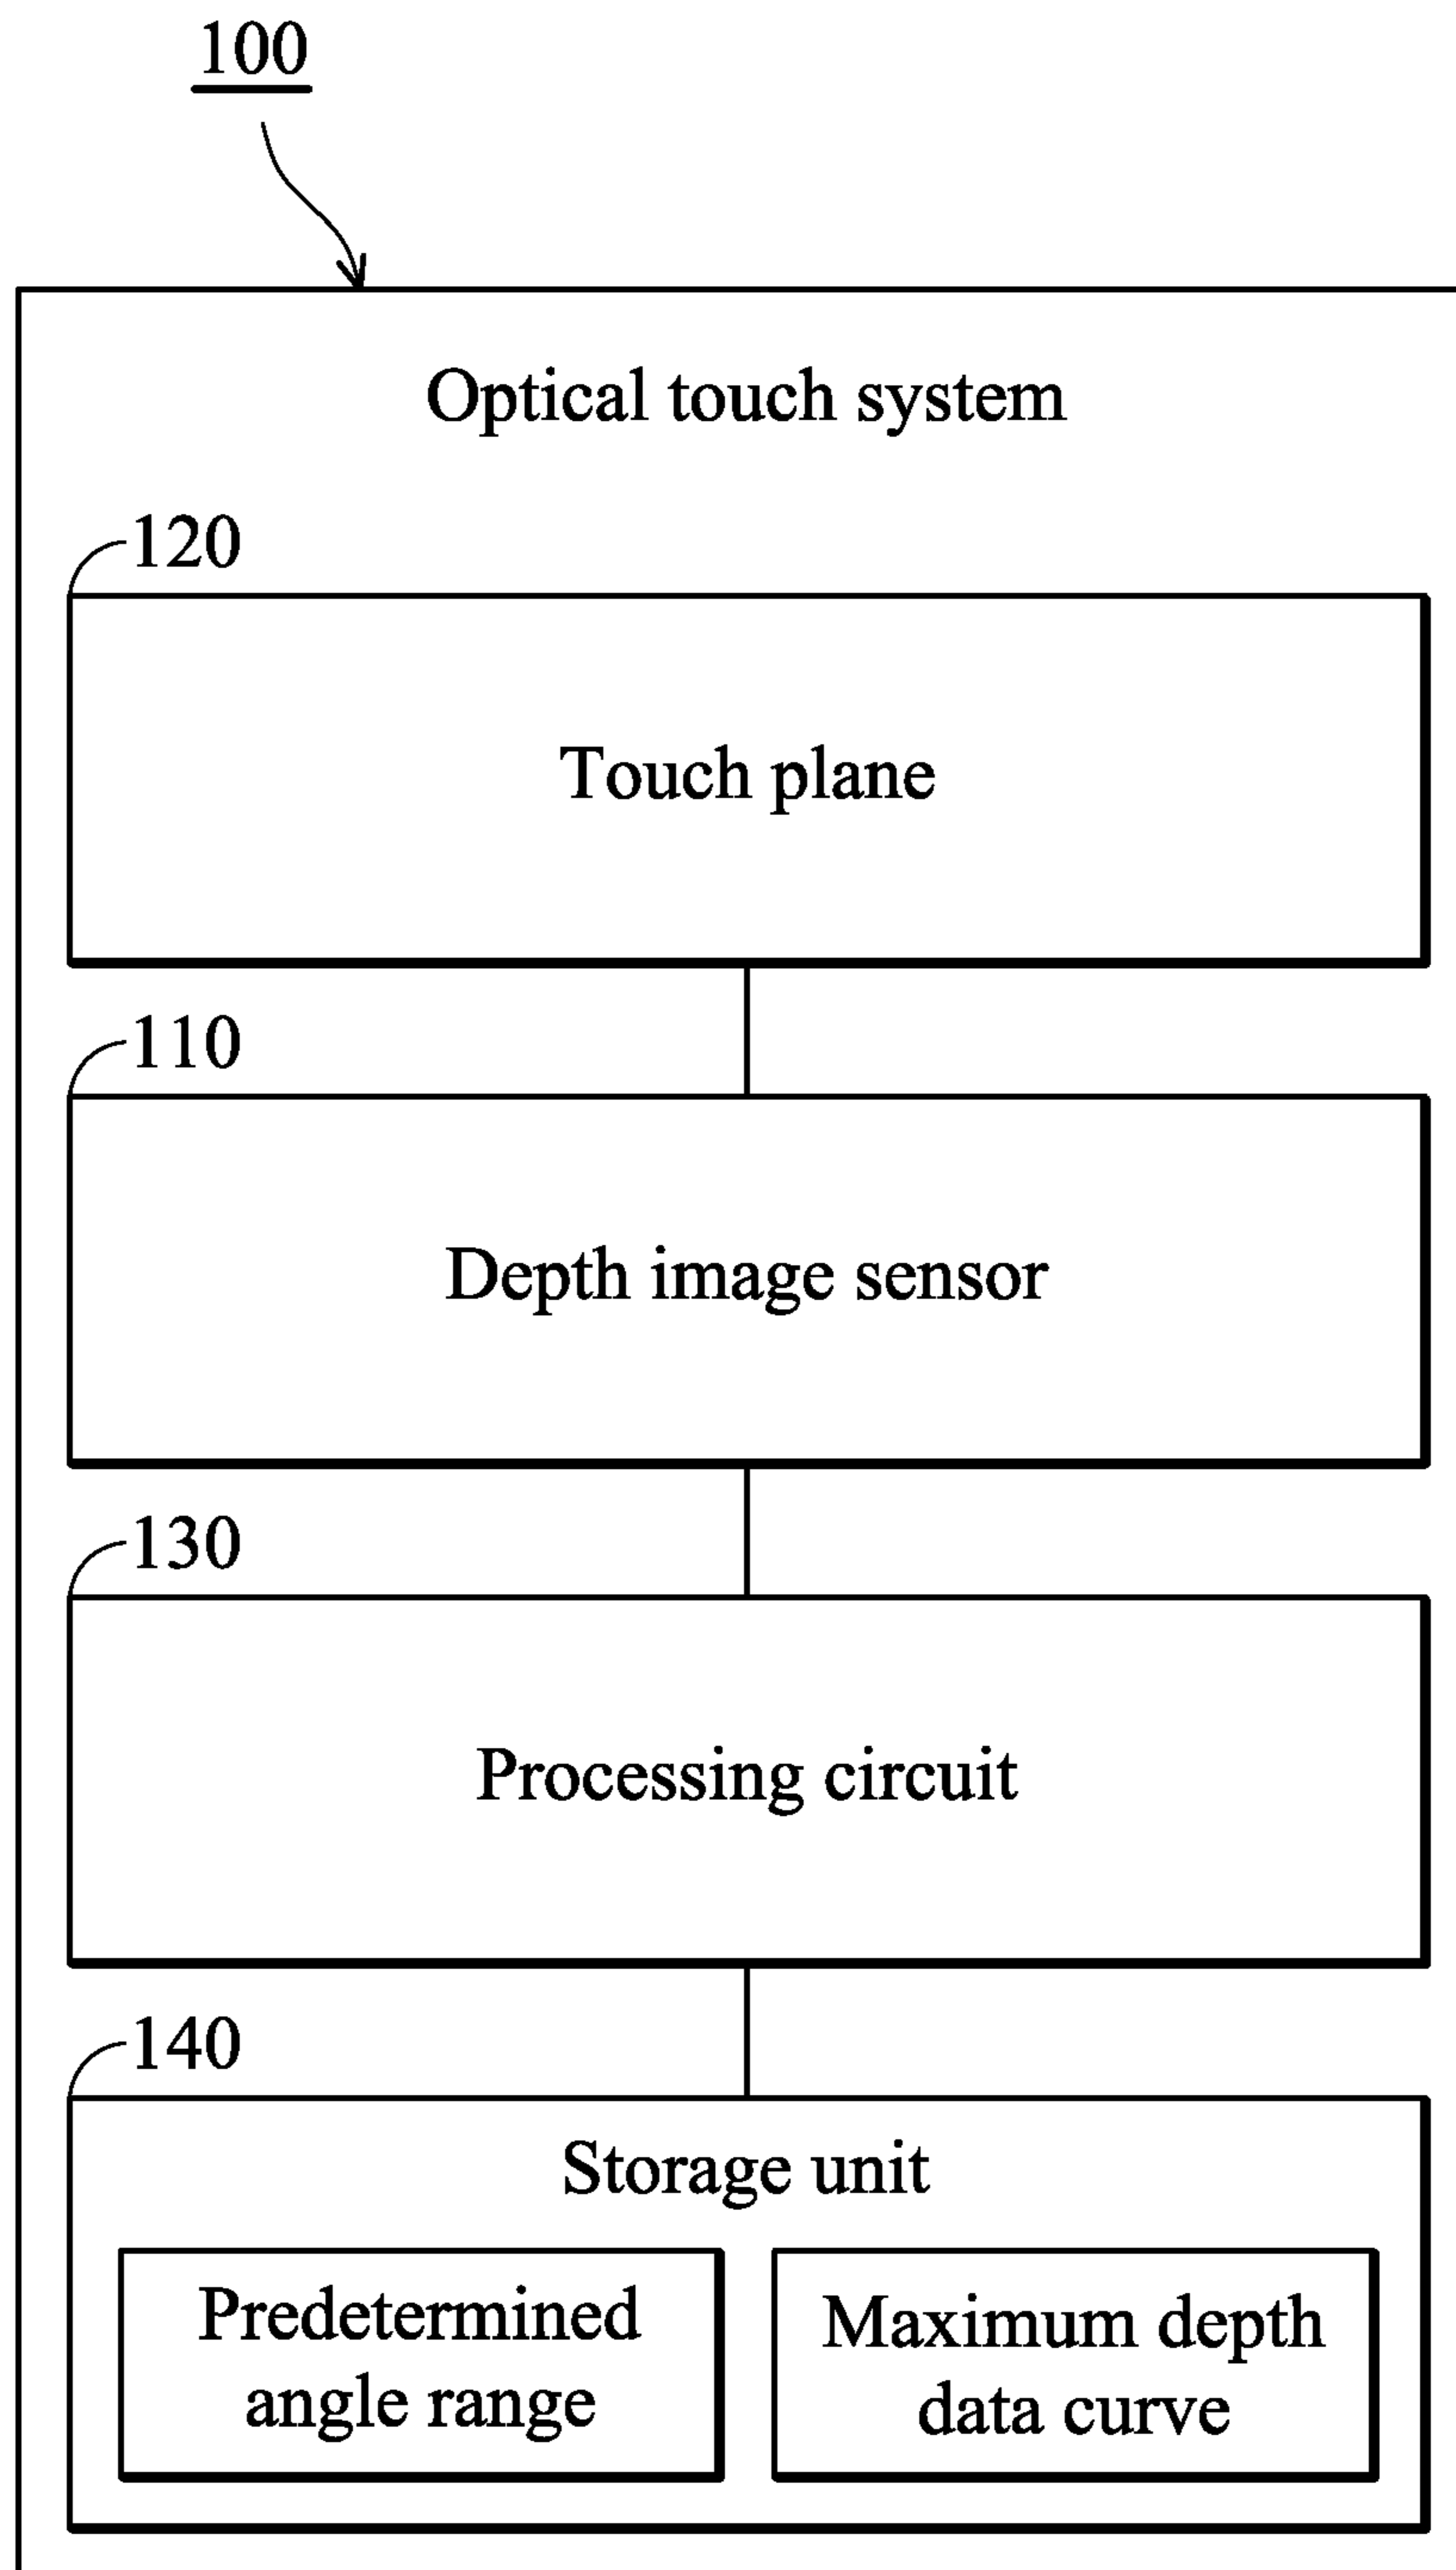 100
Optical touch system
120
Touch plane
110
Depth image sensor
130
Processing circuit
140
Storage unit
Predetermined
angle range
Maximum depth
data curve